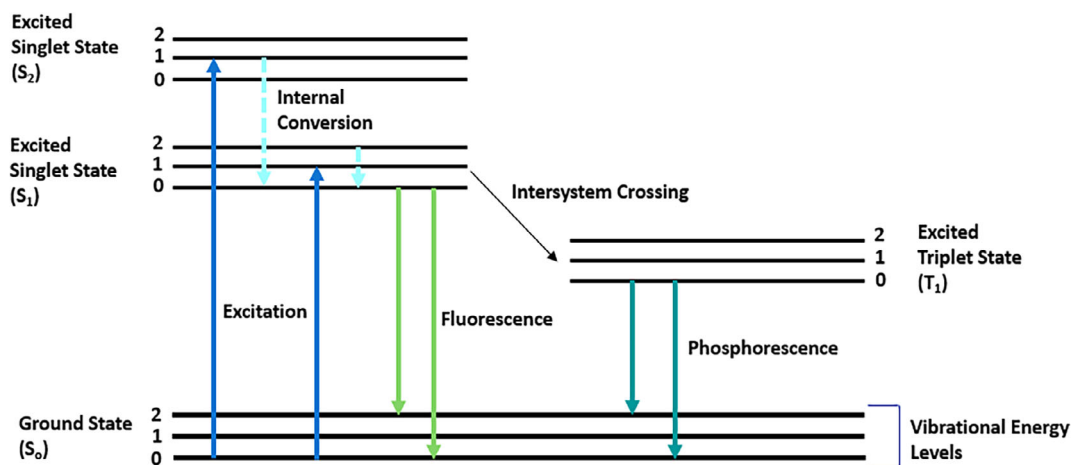 Excited
Singlet State
(S₂)
2
1
0
Internal
Conversion
Excited
Singlet State
(S₁)
2
1
0
Intersystem Crossing
2
1
0
Excited
Triplet State
(T₁)
Excitation
Fluorescence
Phosphorescence
Ground State
(Sₒ)
2
1
0
Vibrational Energy
Levels